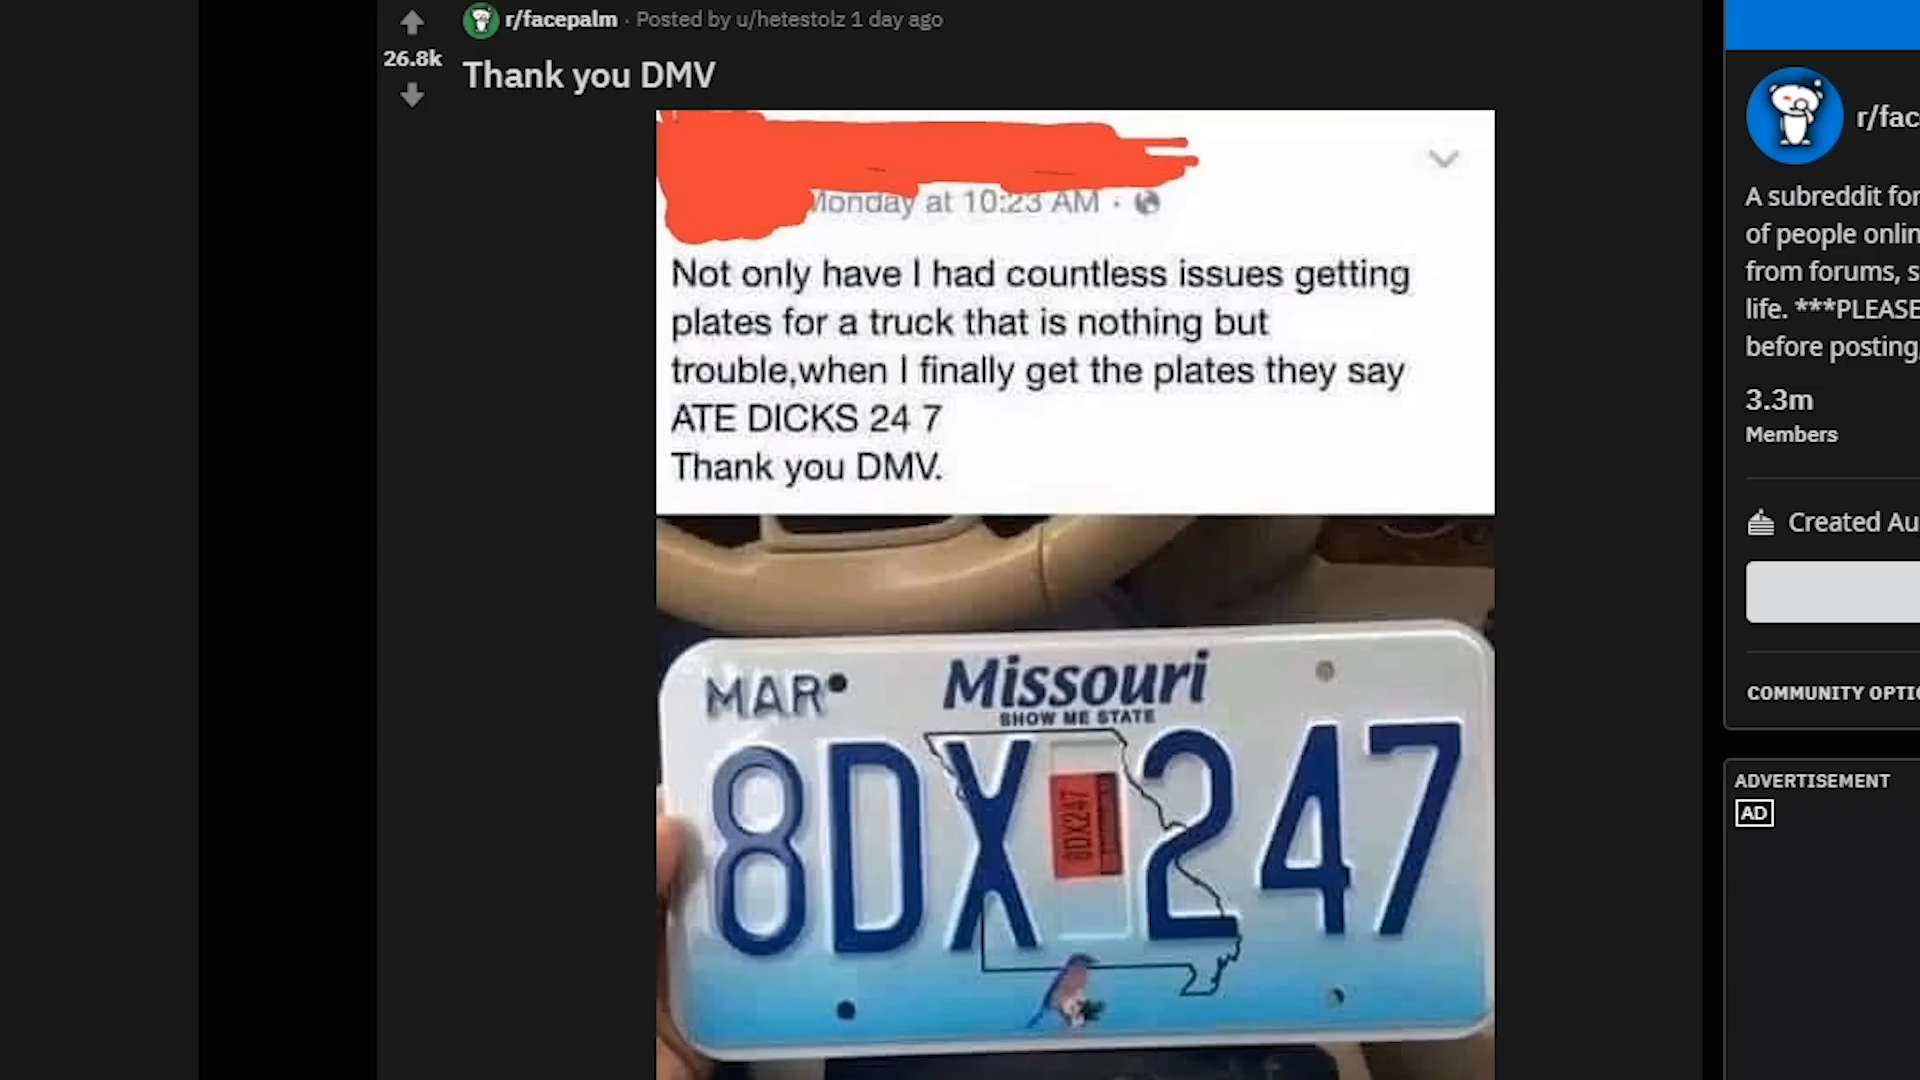 r/facepalm · Posted by u/hetestolz 1 day ago
26.8k
Thank you DMV
Monday at 10:23 AM ·
Not only have I had countless issues getting
plates for a truck that is nothing but
trouble,when I finally get the plates they say
ATE DICKS 24 7
Thank you DMV.
MAR
Missouri
SHOW ME STATE
8DX 247
8DX247
r/fac
A subreddit for
of people onlin
from forums, s
life. ***PLEASE
before posting
3.3m
Members
Created Au
COMMUNITY OPTIO
ADVERTISEMENT
AD